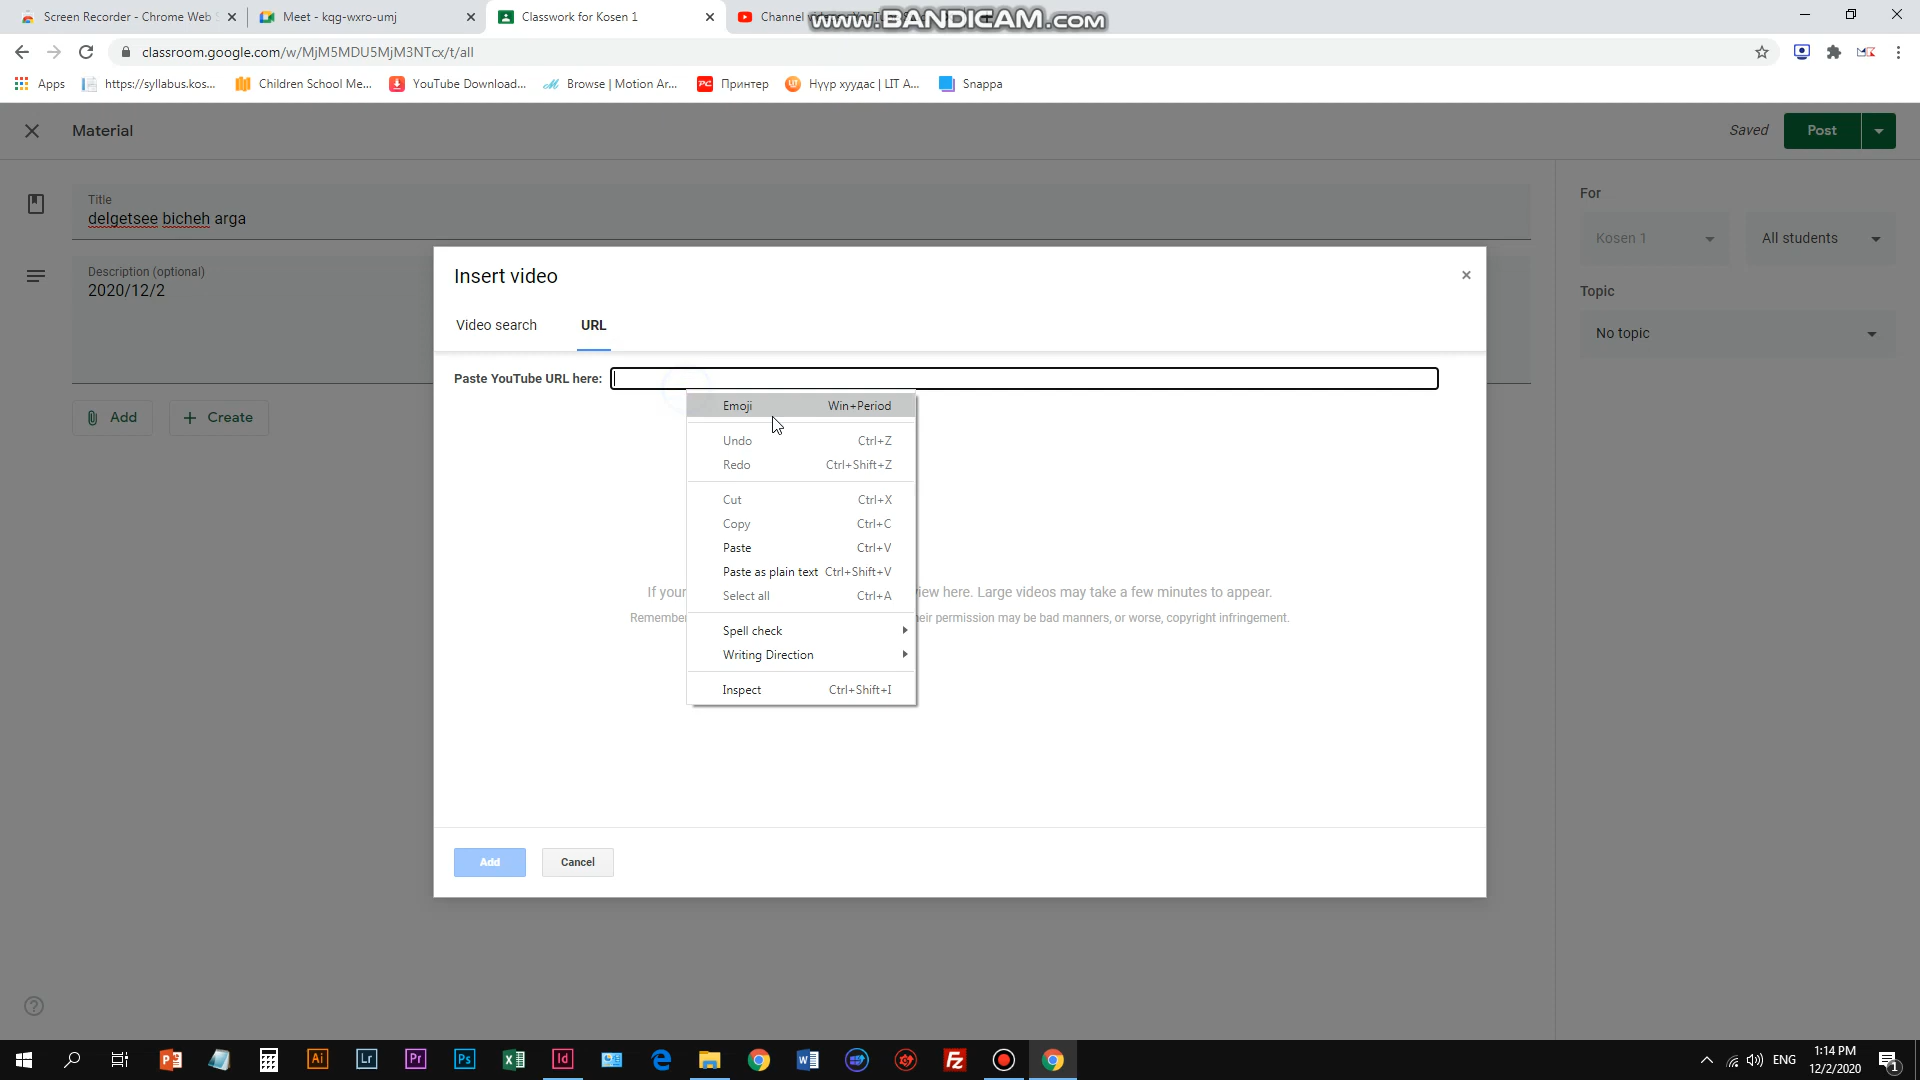 Screen Recorder - Chrome Web
Meet - kqg-wxro-umj
Classwork for Kosen 1
Channel
www.BANDICAM.com
classroom.google.com/w/MjM5MDU5MjM3NTcx/t/all
Apps
https://syllabus.kos...
Children School Me...
YouTube Download...
Browse | Motion Ar...
Принтер
Нүүр хуудас | ЦТ А...
Snappa
Material
Saved
Post
Title
delgetsee bicheh arga
Description (optional)
2020/12/2
Add
Create
For
Kosen 1
All students
Topic
No topic
Insert video
Video search
URL
Paste YouTube URL here:
Emoji Win+Period
Undo Ctrl+Z
Redo Ctrl+Shift+Z
Cut Ctrl+X
Copy Ctrl+C
Paste Ctrl+V
Paste as plain text Ctrl+Shift+V
Select all Ctrl+A
Spell check
Writing Direction
Inspect Ctrl+Shift+I
If your iew here. Large videos may take a few minutes to appear.
Remember eir permission may be bad manners, or worse, copyright infringement.
Add
Cancel
ENG
1:14 PM
12/2/2020
1